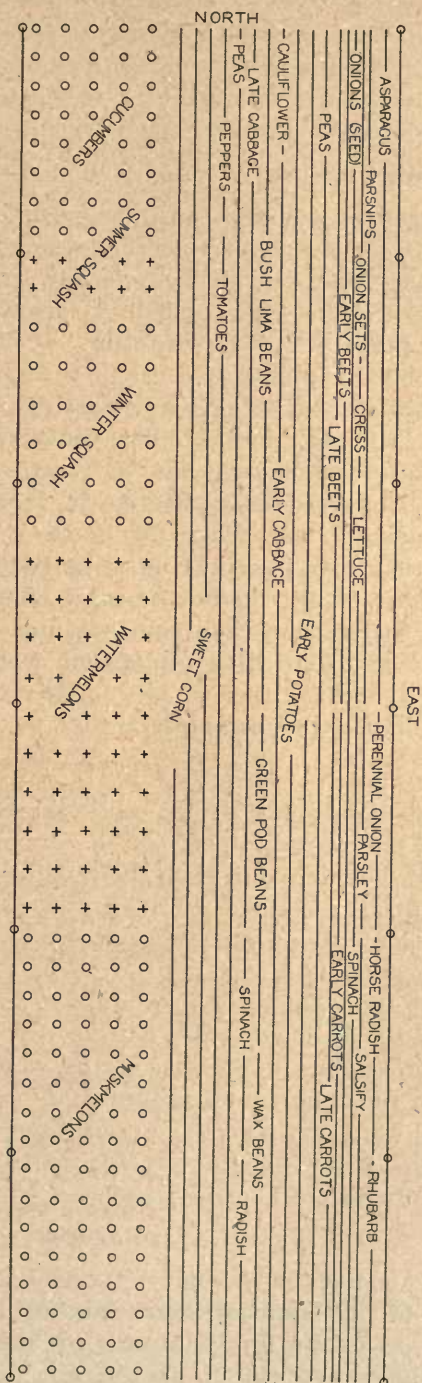 NORTH
EAST
ASPARAGUS PERENNIAL ONION HORSE RADISH RHUBARB
PARSNIPS PARSLEY SALSIFY
ONIONS (SEED) ONION SETS CRESS LETTUCE SPINACH
EARLY BEETS EARLY CARROTS
PEAS LATE BEETS LATE CARROTS
EARLY POTATOES
CAULIFLOWER EARLY CABBAGE
LATE CABBAGE BUSH LIMA BEANS GREEN POD BEANS WAX BEANS
PEAS SPINACH RADISH
PEPPERS TOMATOES
SWEET CORN
CUCUMBERS SUMMER SQUASH WINTER SQUASH WATERMELONS MUSKMELONS